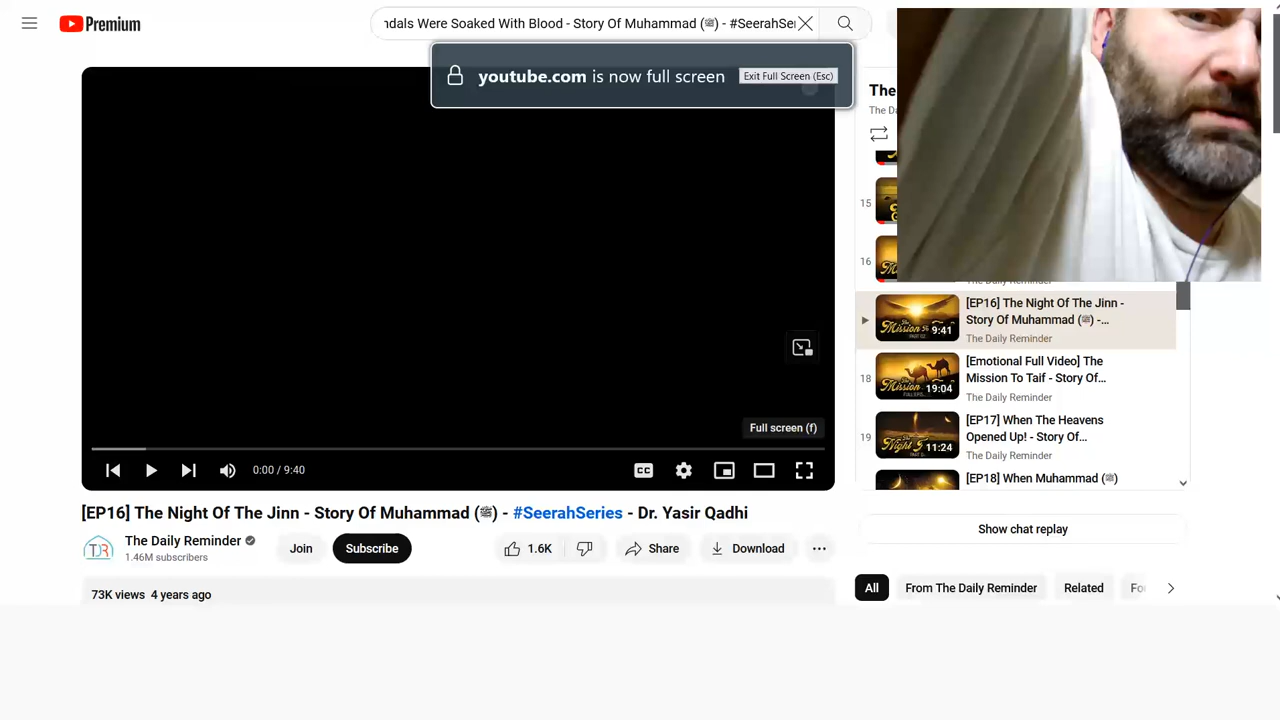 Premium
ndals Were Soaked With Blood - Story Of Muhammad (ﷺ) - #SeerahSer
youtube.com is now full screen
Exit Full Screen (Esc)
The
The Da
15
16
[EP16] The Night Of The Jinn -
Story Of Muhammad (ﷺ) -...
The Daily Reminder
9:41
18
[Emotional Full Video] The
Mission To Taif - Story Of...
The Daily Reminder
19:04
19
[EP17] When The Heavens
Opened Up! - Story Of...
The Daily Reminder
11:24
[EP18] When Muhammad (ﷺ)
Full screen (f)
0:00 / 9:40
CC
[EP16] The Night Of The Jinn - Story Of Muhammad (ﷺ) - #SeerahSeries - Dr. Yasir Qadhi
The Daily Reminder
1.46M subscribers
Join
Subscribe
1.6K
Share
Download
Show chat replay
All
From The Daily Reminder
Related
73K views 4 years ago